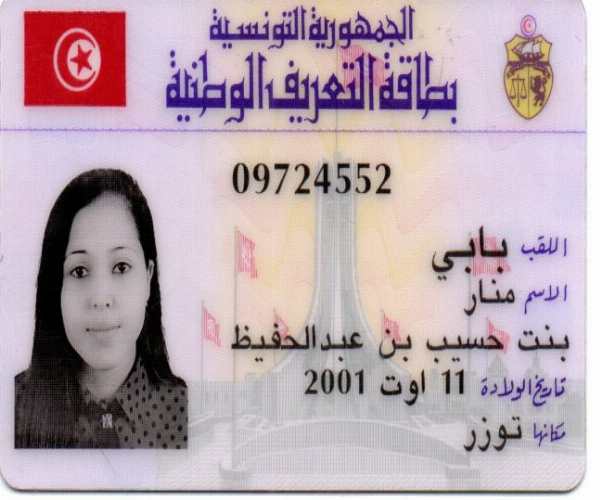 الجمهورية التونسية
بطاقة التعريف الوطنية
09724552
اللقب بابي
الاسم منار
بنت حسيب بن عبدالحفيظ
تاريخ الولادة 11 اوت 2001
مكانها توزر